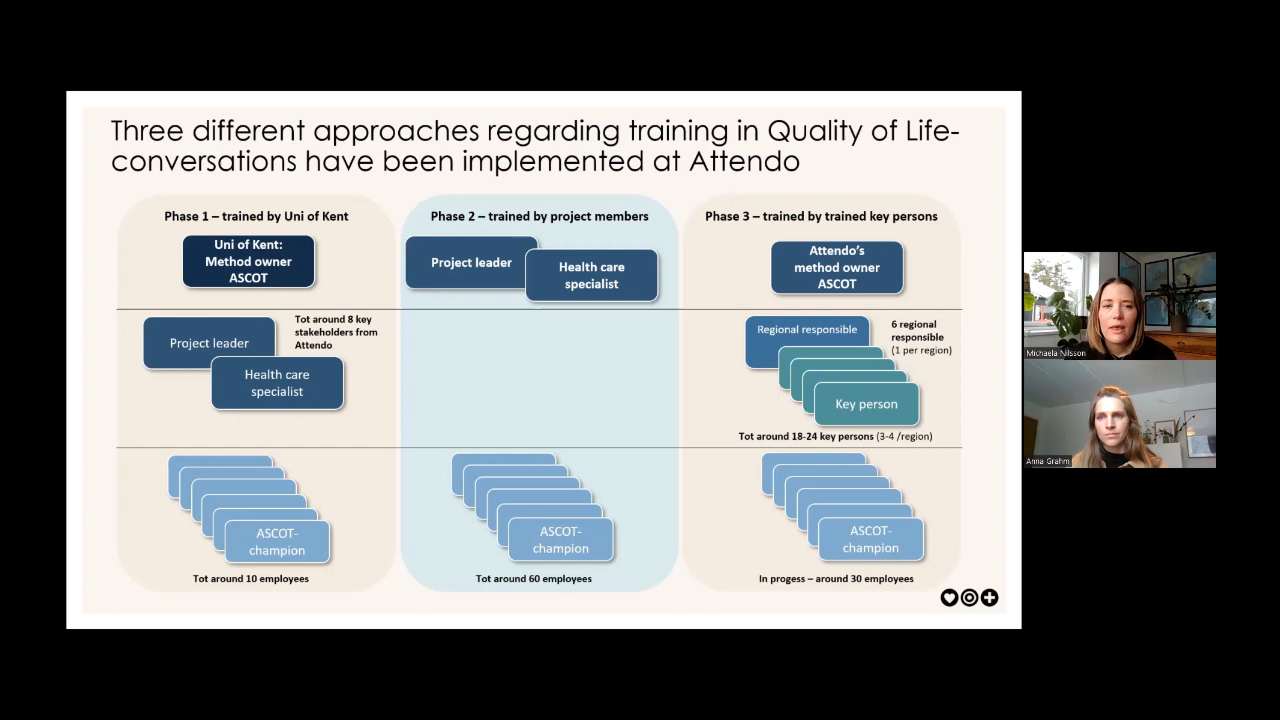 Three different approaches regarding training in Quality of Life-
conversations have been implemented at Attendo
Phase 1 – trained by Uni of Kent
Uni of Kent:
Method owner
ASCOT
Project leader
Tot around 8 key
stakeholders from
Attendo
Health care
specialist
ASCOT-
champion
Tot around 10 employees
Phase 2 – trained by project members
Project leader
Health care
specialist
ASCOT-
champion
Tot around 60 employees
Phase 3 – trained by trained key persons
Attendo’s
method owner
ASCOT
Regional responsible
6 regional
responsible
(1 per region)
Key person
Tot around 18-24 key persons (3-4 /region)
ASCOT-
champion
In progess – around 30 employees
Michaela Nilsson
Anna Grahm